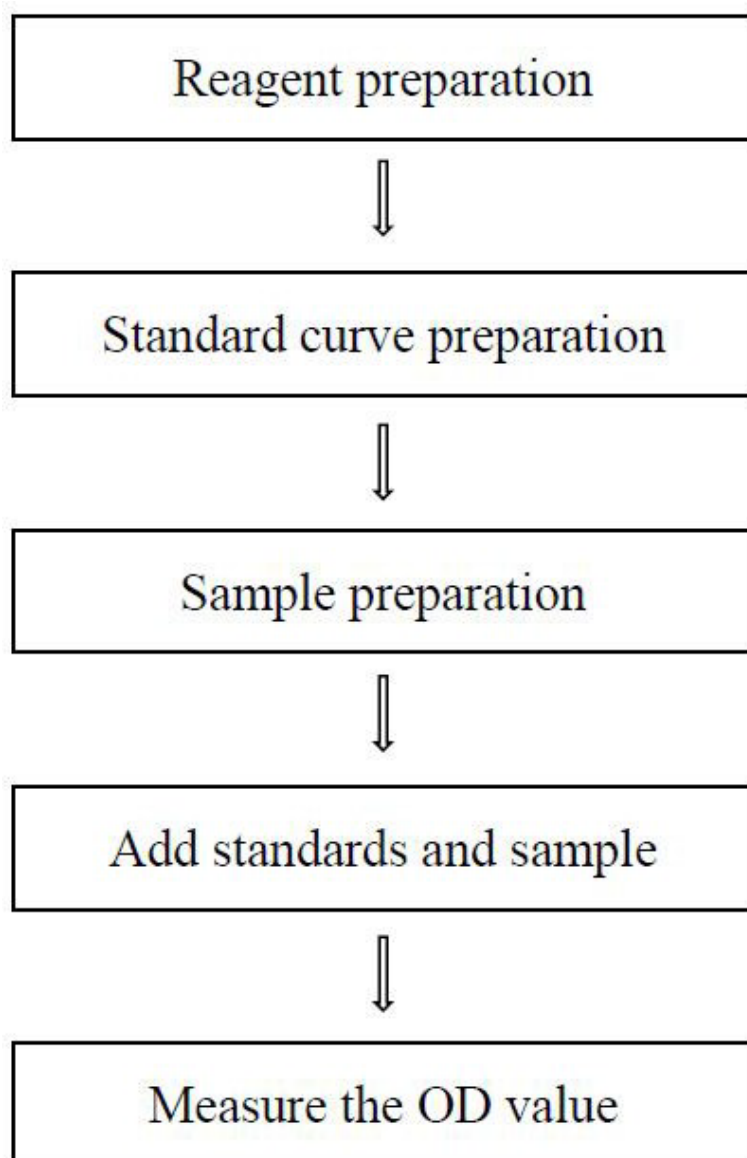 Reagent preparation
Standard curve preparation
Sample preparation
Add standards and sample
Measure the OD value